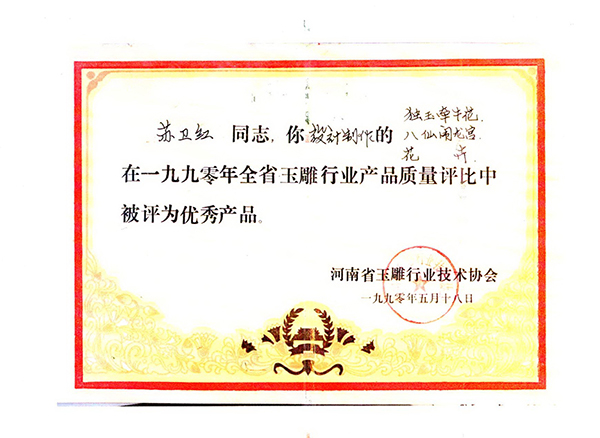 独玉牵牛花.
苏卫红 同志,你设计制作的 八仙闹龙宫.
花卉.
在一九九零年全省玉雕行业产品质量评比中
被评为优秀产品。
河南省玉雕行业技术协会
一九九〇年五月十八日